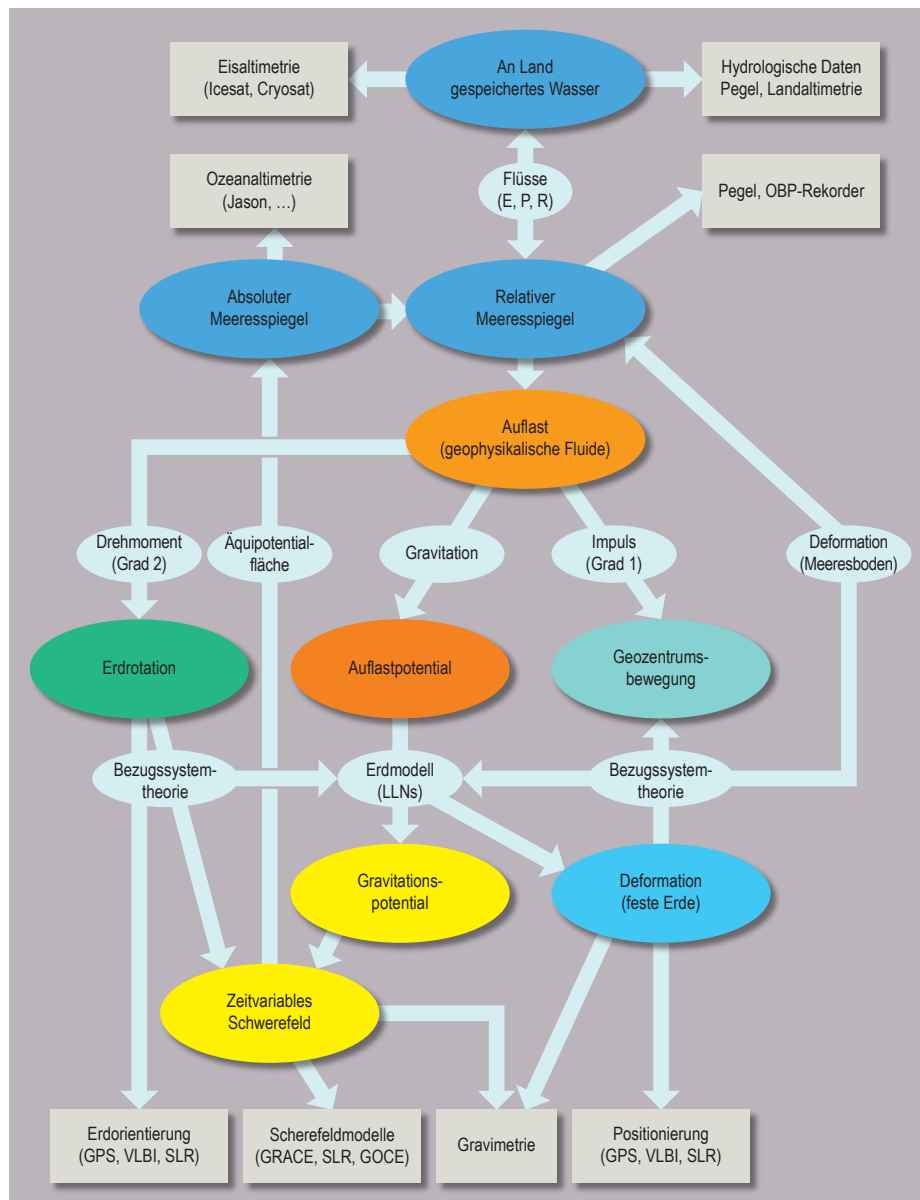 Eisaltimetrie
(Icesat, Cryosat)
An Land
gespeichertes Wasser
Hydrologische Daten
Pegel, Landaltimetrie
Ozeanaltimetrie
(Jason, …)
Flüsse
(E, P, R)
Pegel, OBP-Rekorder
Absoluter
Meeresspiegel
Relativer
Meeresspiegel
Auflast
(geophysikalische Fluide)
Drehmoment
(Grad 2)
Äquipotential-
fläche
Gravitation
Impuls
(Grad 1)
Deformation
(Meeresboden)
Erdrotation
Auflastpotential
Geozentrums-
bewegung
Bezugssystem-
theorie
Erdmodell
(LLNs)
Bezugssystem-
theorie
Gravitations-
potential
Deformation
(feste Erde)
Zeitvariables
Schwerefeld
Erdorientierung
(GPS, VLBI, SLR)
Scherefeldmodelle
(GRACE, SLR, GOCE)
Gravimetrie
Positionierung
(GPS, VLBI, SLR)